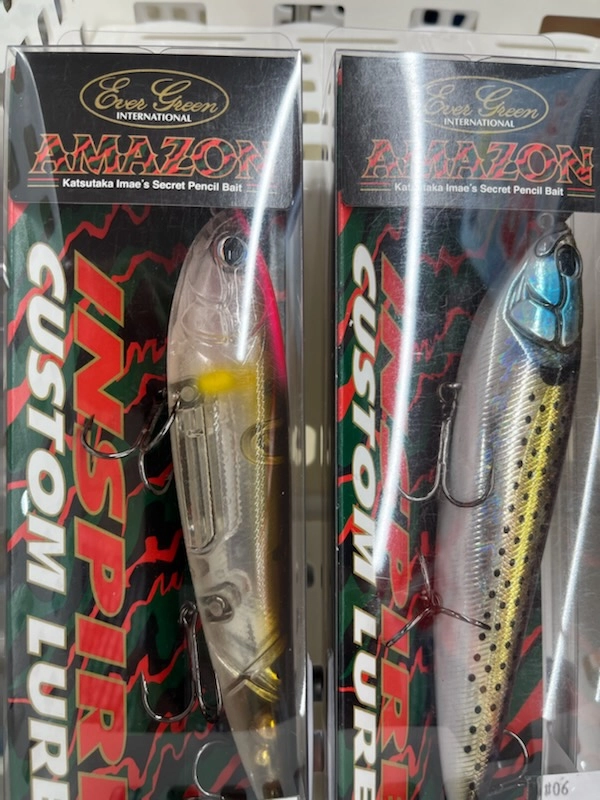 Ever Green
INTERNATIONAL
AMAZON
Katsutaka Imae's Secret Pencil Bait
INSPIRE
CUSTOM LURE
Ever Green
INTERNATIONAL
AMAZON
Katsutaka Imae's Secret Pencil Bait
INSPIRE
CUSTOM LURE
#06